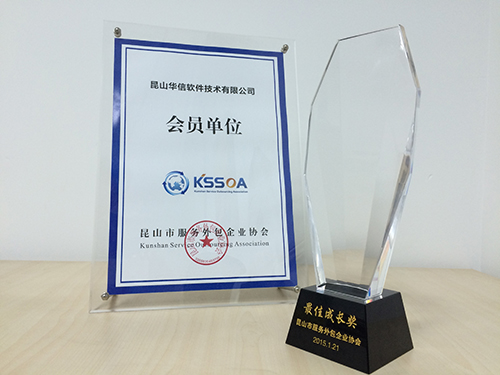 昆山华信软件技术有限公司
会员单位
KSSOA
Kunshan Service Outsourcing Association
昆山市服务外包企业协会
Kunshan Service Outsourcing Association
最佳成长奖
昆山市服务外包企业协会
2015.1.21